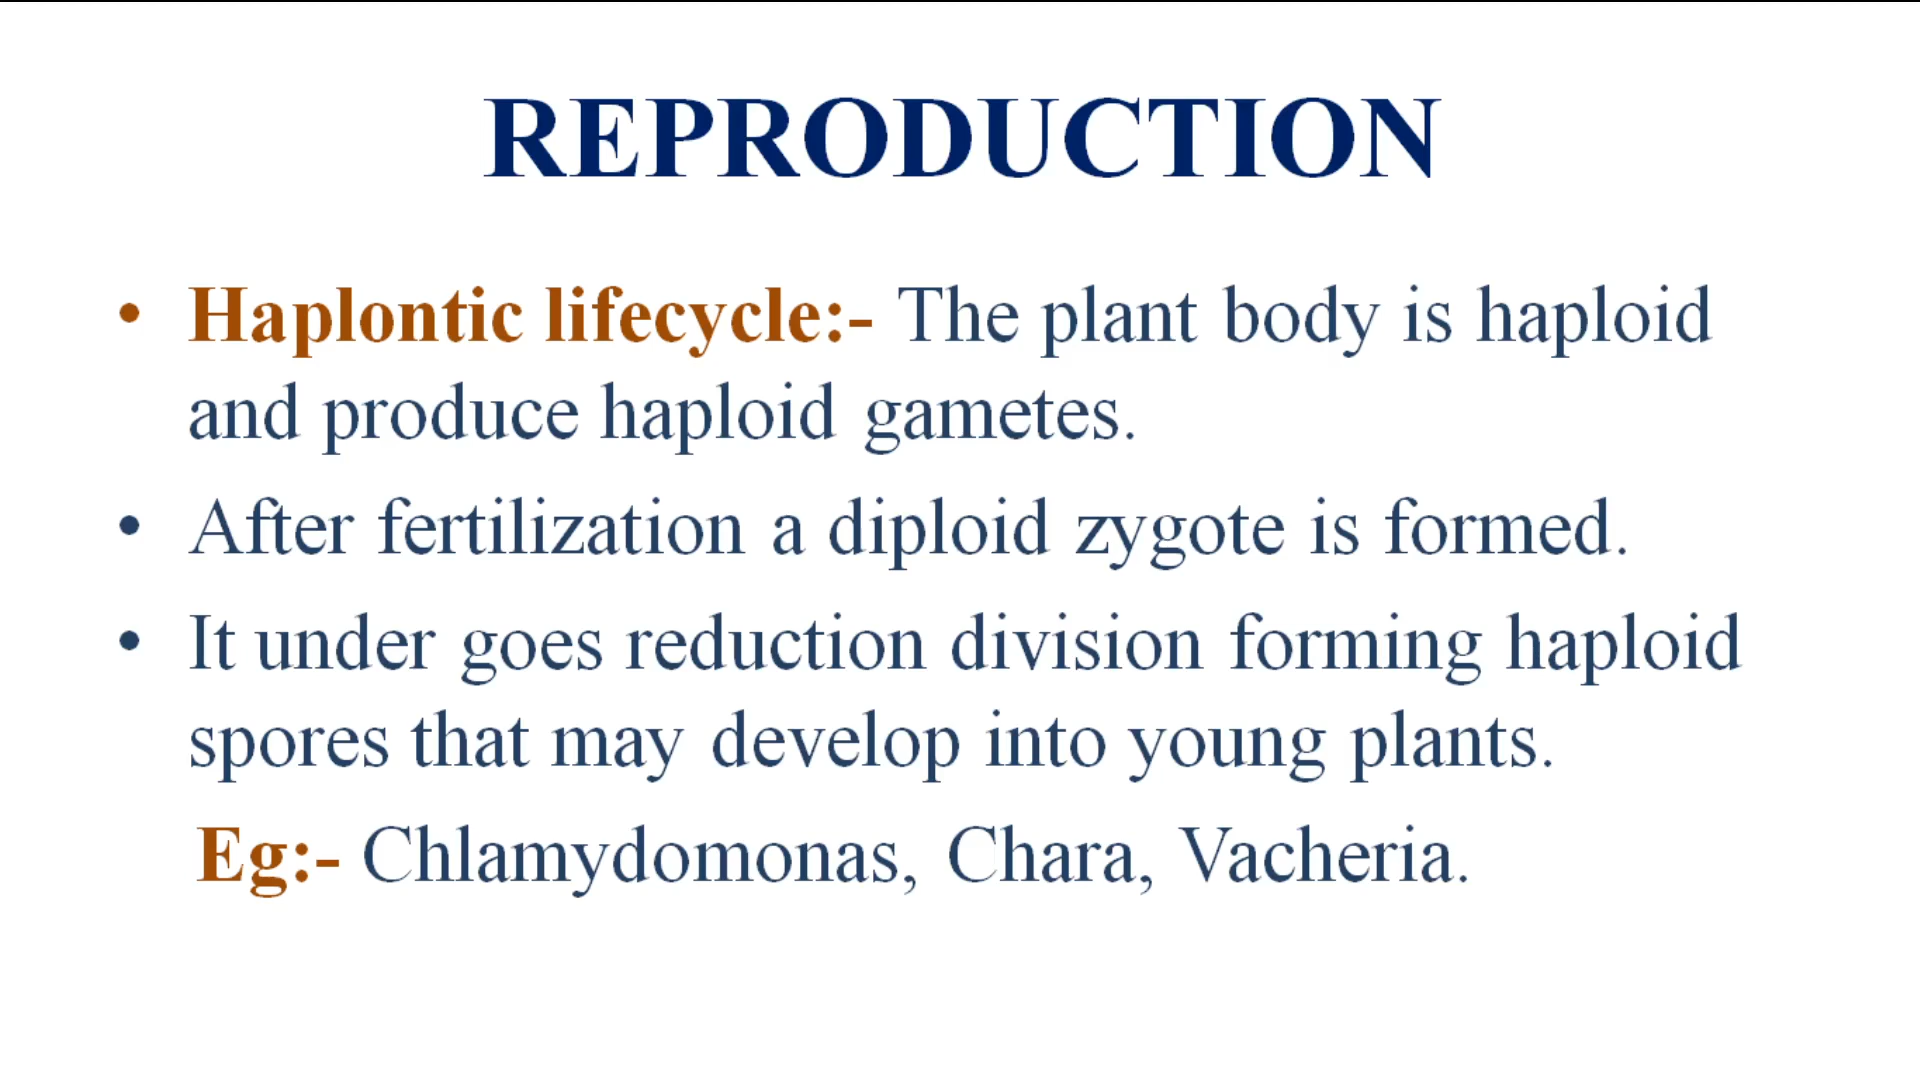 REPRODUCTION
• Haplontic lifecycle:- The plant body is haploid
and produce haploid gametes.
• After fertilization a diploid zygote is formed.
• It under goes reduction division forming haploid
spores that may develop into young plants.
Eg:- Chlamydomonas, Chara, Vacheria.